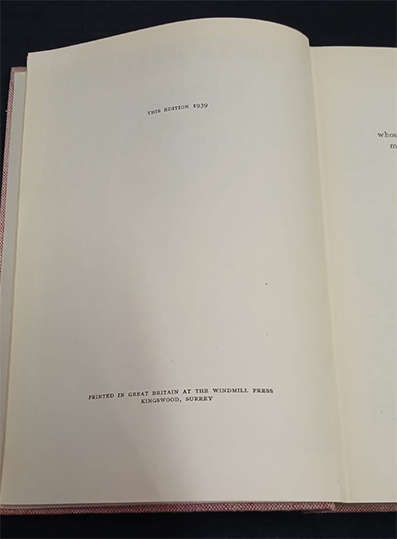 THIS EDITION 1939
PRINTED IN GREAT BRITAIN AT THE WINDMILL PRESS
KINGSWOOD, SURREY